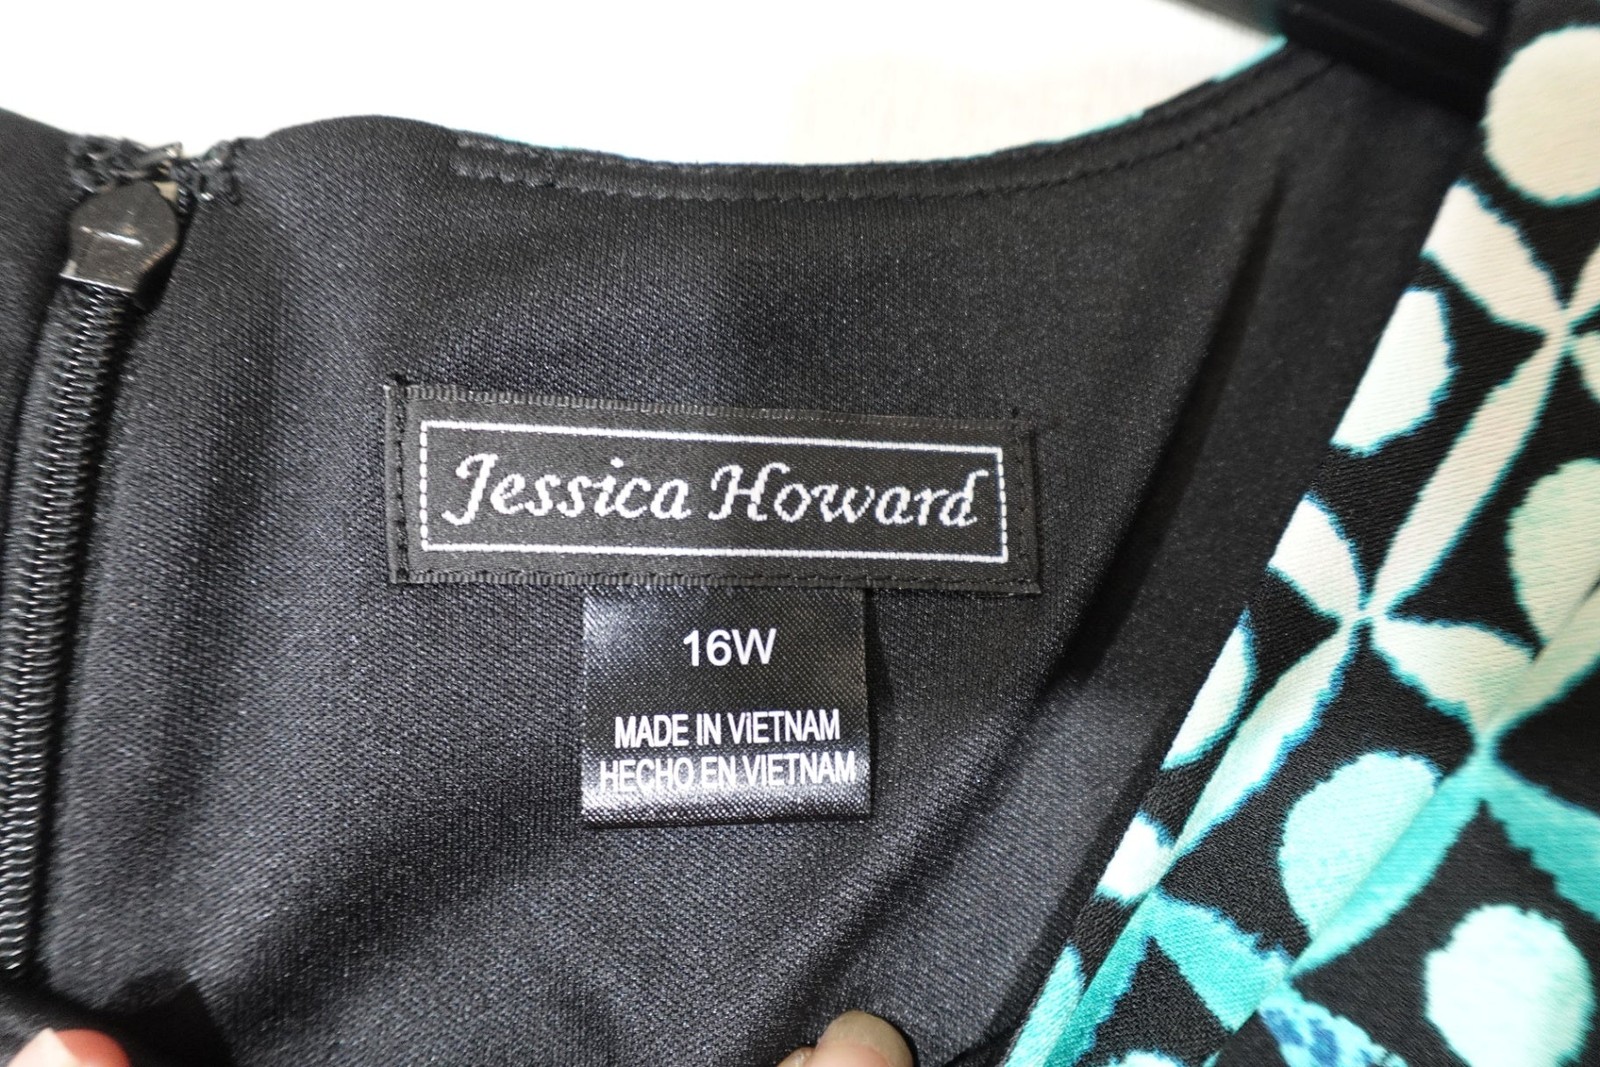 Jessica Howard
16W
MADE IN VIETNAM
HECHO EN VIETNAM